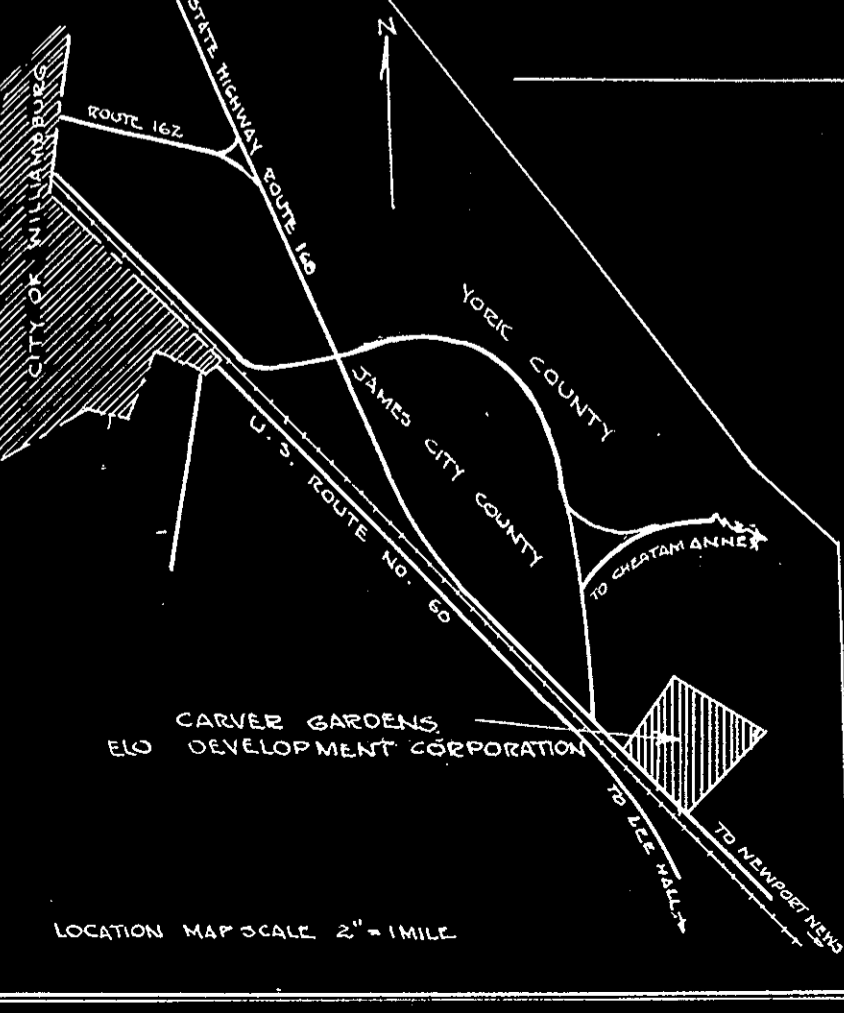 STATE HIGHWAY ROUTE 168
N
ROUTE 162
CITY OF WILLIAMSBURG
YORK COUNTY
JAMES CITY COUNTY
U.S. ROUTE NO. 60
TO CHEATAM ANNEX
CARVER GARDENS
ELO DEVELOPMENT CORPORATION
TO LEE HALL
TO NEWPORT NEWS
LOCATION MAP SCALE 2" = 1 MILE